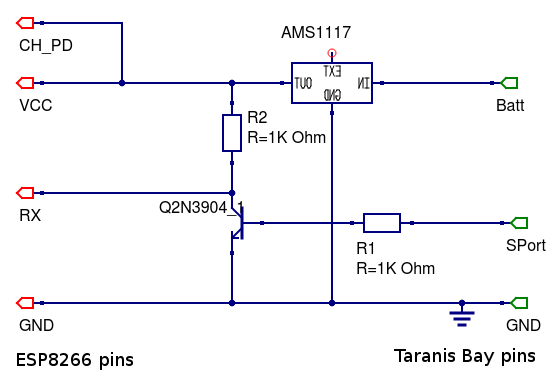 AMS1117
CH_PD
EXT
OUT
IN
GND
VCC
Batt
R2
R=1K Ohm
RX
Q2N3904_1
SPort
R1
R=1K Ohm
GND
GND
ESP8266 pins
Taranis Bay pins